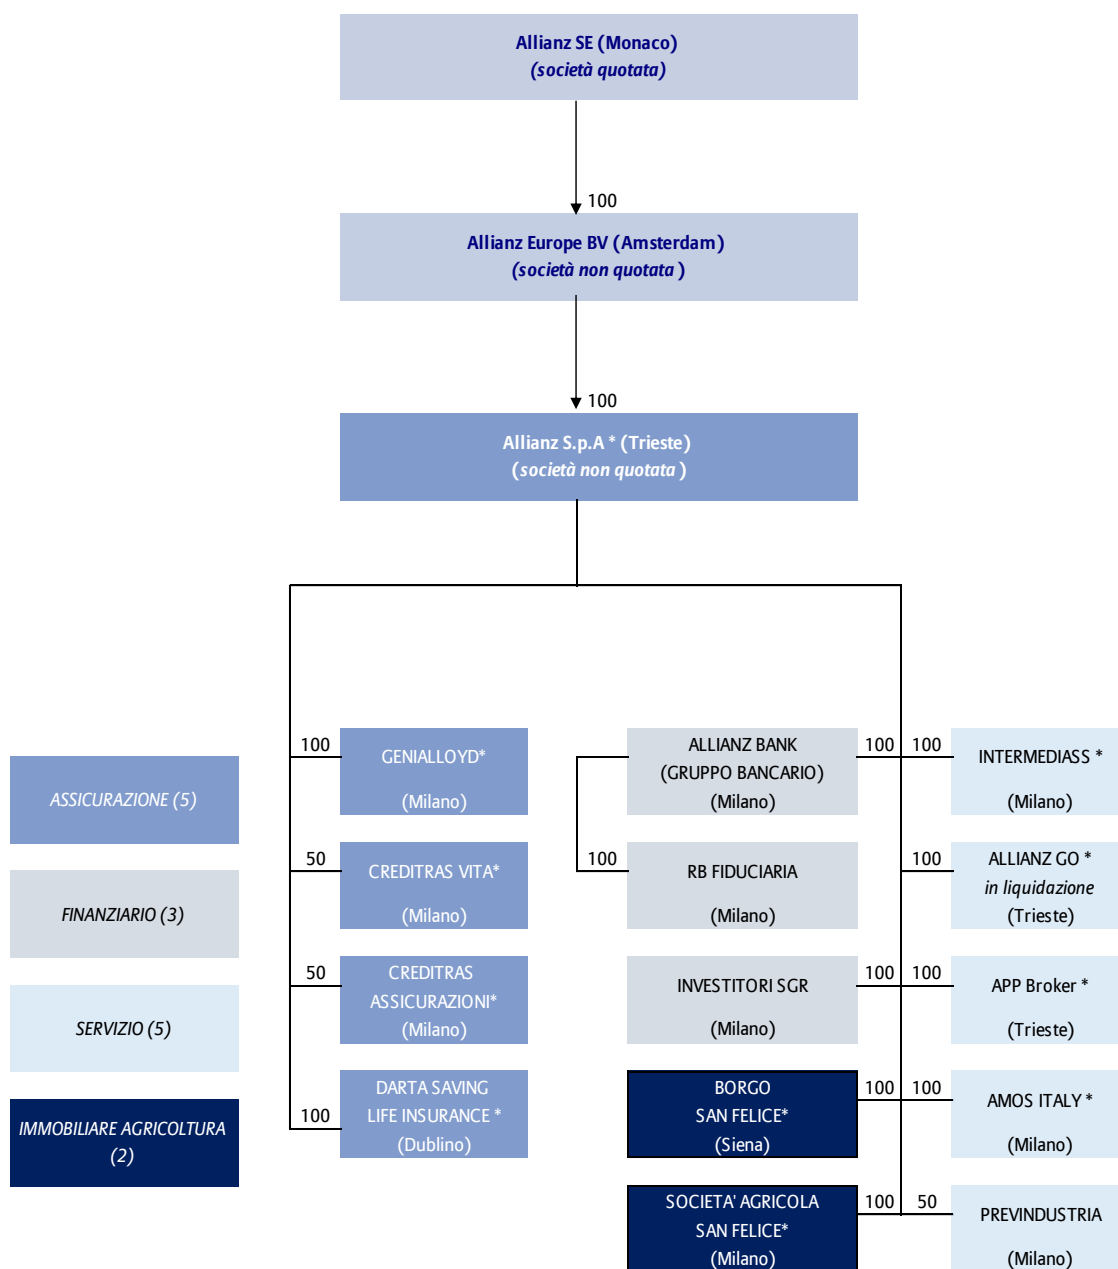 Allianz SE (Monaco)
(società quotata)
100
Allianz Europe BV (Amsterdam)
(società non quotata )
100
Allianz S.p.A * (Trieste)
(società non quotata )
ASSICURAZIONE (5)
FINANZIARIO (3)
SERVIZIO (5)
IMMOBILIARE AGRICOLTURA
(2)
100
GENIALLOYD*
(Milano)
50
CREDITRAS VITA*
(Milano)
50
CREDITRAS
ASSICURAZIONI*
(Milano)
100
DARTA SAVING
LIFE INSURANCE *
(Dublino)
ALLIANZ BANK
(GRUPPO BANCARIO)
(Milano)
100
100
RB FIDUCIARIA
(Milano)
INVESTITORI SGR
(Milano)
100
BORGO
SAN FELICE*
(Siena)
100
SOCIETA' AGRICOLA
SAN FELICE*
(Milano)
100
100
INTERMEDIASS *
(Milano)
100
ALLIANZ GO *
in liquidazione
(Trieste)
100
APP Broker *
(Trieste)
100
AMOS ITALY *
(Milano)
50
PREVINDUSTRIA
(Milano)